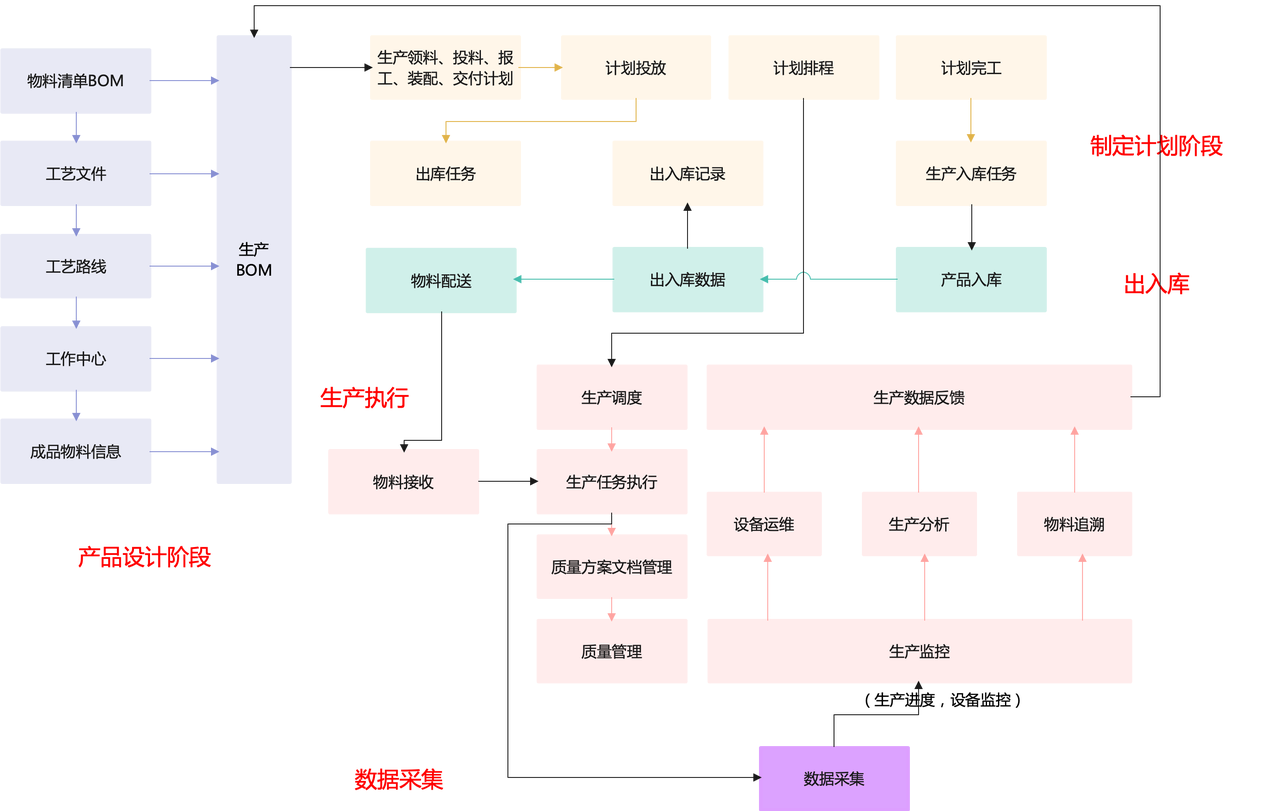 物料清单BOM
工艺文件
工艺路线
工作中心
成品物料信息
生产
BOM
产品设计阶段
生产领料、投料、报
工、装配、交付计划
计划投放
计划排程
计划完工
制定计划阶段
出库任务
出入库记录
生产入库任务
物料配送
出入库数据
产品入库
出入库
生产执行
生产调度
生产数据反馈
物料接收
生产任务执行
设备运维
生产分析
物料追溯
质量方案文档管理
质量管理
生产监控
（生产进度，设备监控）
数据采集
数据采集